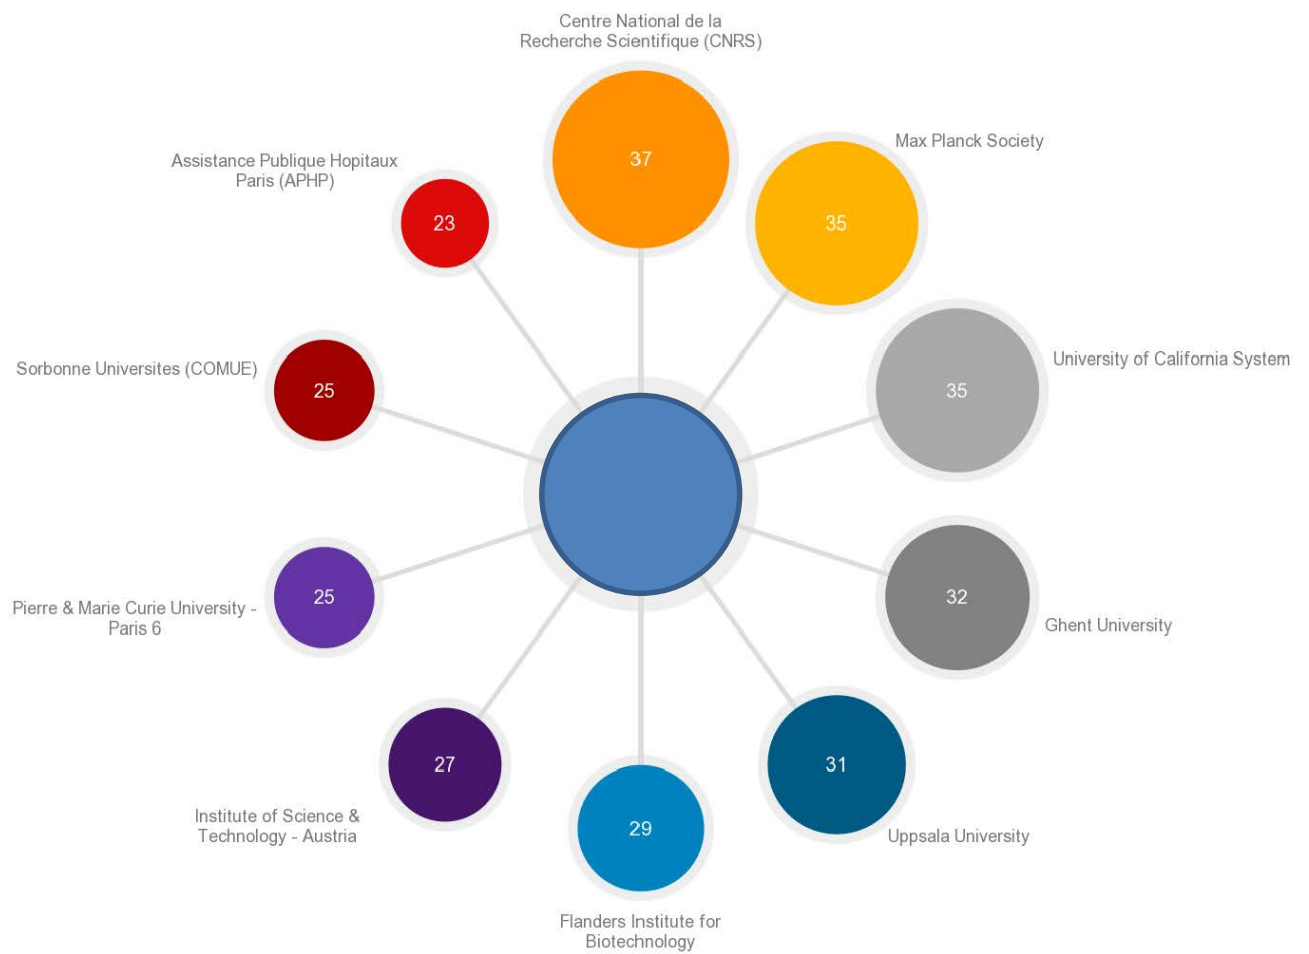 Centre National de la
Recherche Scientifique (CNRS)
37
Max Planck Society
35
University of California System
35
Ghent University
32
Uppsala University
31
Flanders Institute for
Biotechnology
29
Institute of Science &
Technology - Austria
27
Pierre & Marie Curie University -
Paris 6
25
Sorbonne Universites (COMUE)
25
Assistance Publique Hopitaux
Paris (APHP)
23